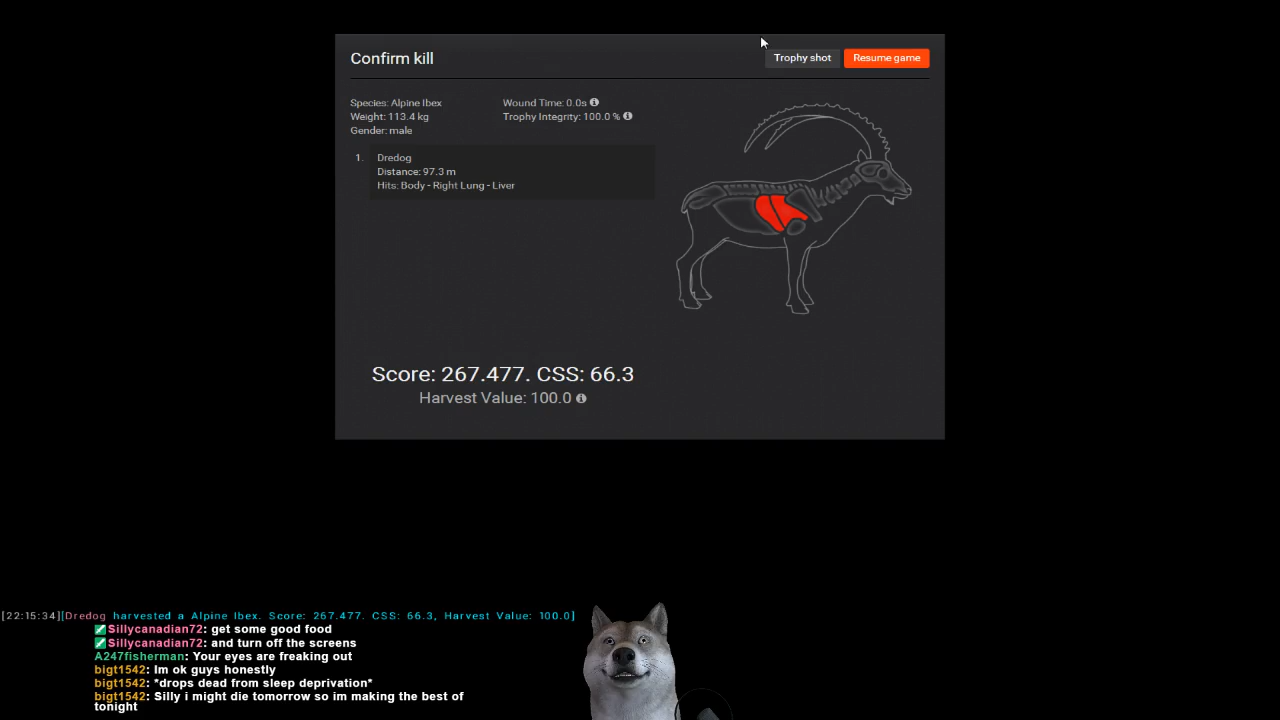 Confirm kill
Trophy shot
Resume game
Species: Alpine Ibex
Weight: 113.4 kg
Gender: male
Wound Time: 0.0s
Trophy Integrity: 100.0 %
1. Dredog
Distance: 97.3 m
Hits: Body - Right Lung - Liver
Score: 267.477. CSS: 66.3
Harvest Value: 100.0
[22:15:34][Dredog harvested a Alpine Ibex. Score: 267.477. CSS: 66.3, Harvest Value: 100.0]
Sillycanadian72: get some good food
Sillycanadian72: and turn off the screens
A247fisherman: Your eyes are freaking out
bigt1542: Im ok guys honestly
bigt1542: *drops dead from sleep deprivation*
bigt1542: Silly i might die tomorrow so im making the best of
tonight